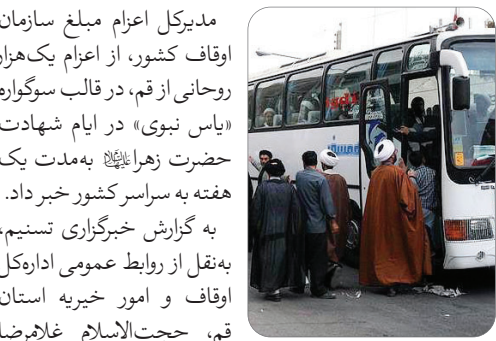 مدیرکل اعزام مبلغ سازمان
اوقاف کشور، از اعزام یک‌هزار
روحانی از قم، در قالب سوگواره
«یاس نبوی» در ایام شهادت
حضرت زهرا به‌مدت یک
هفته به سراسر کشور خبر داد.
به گزارش خبرگزاری تسنیم،
به‌نقل از روابط عمومی اداره‌کل
اوقاف و امور خیریه استان
قم، حجت‌الاسلام غلامرضا